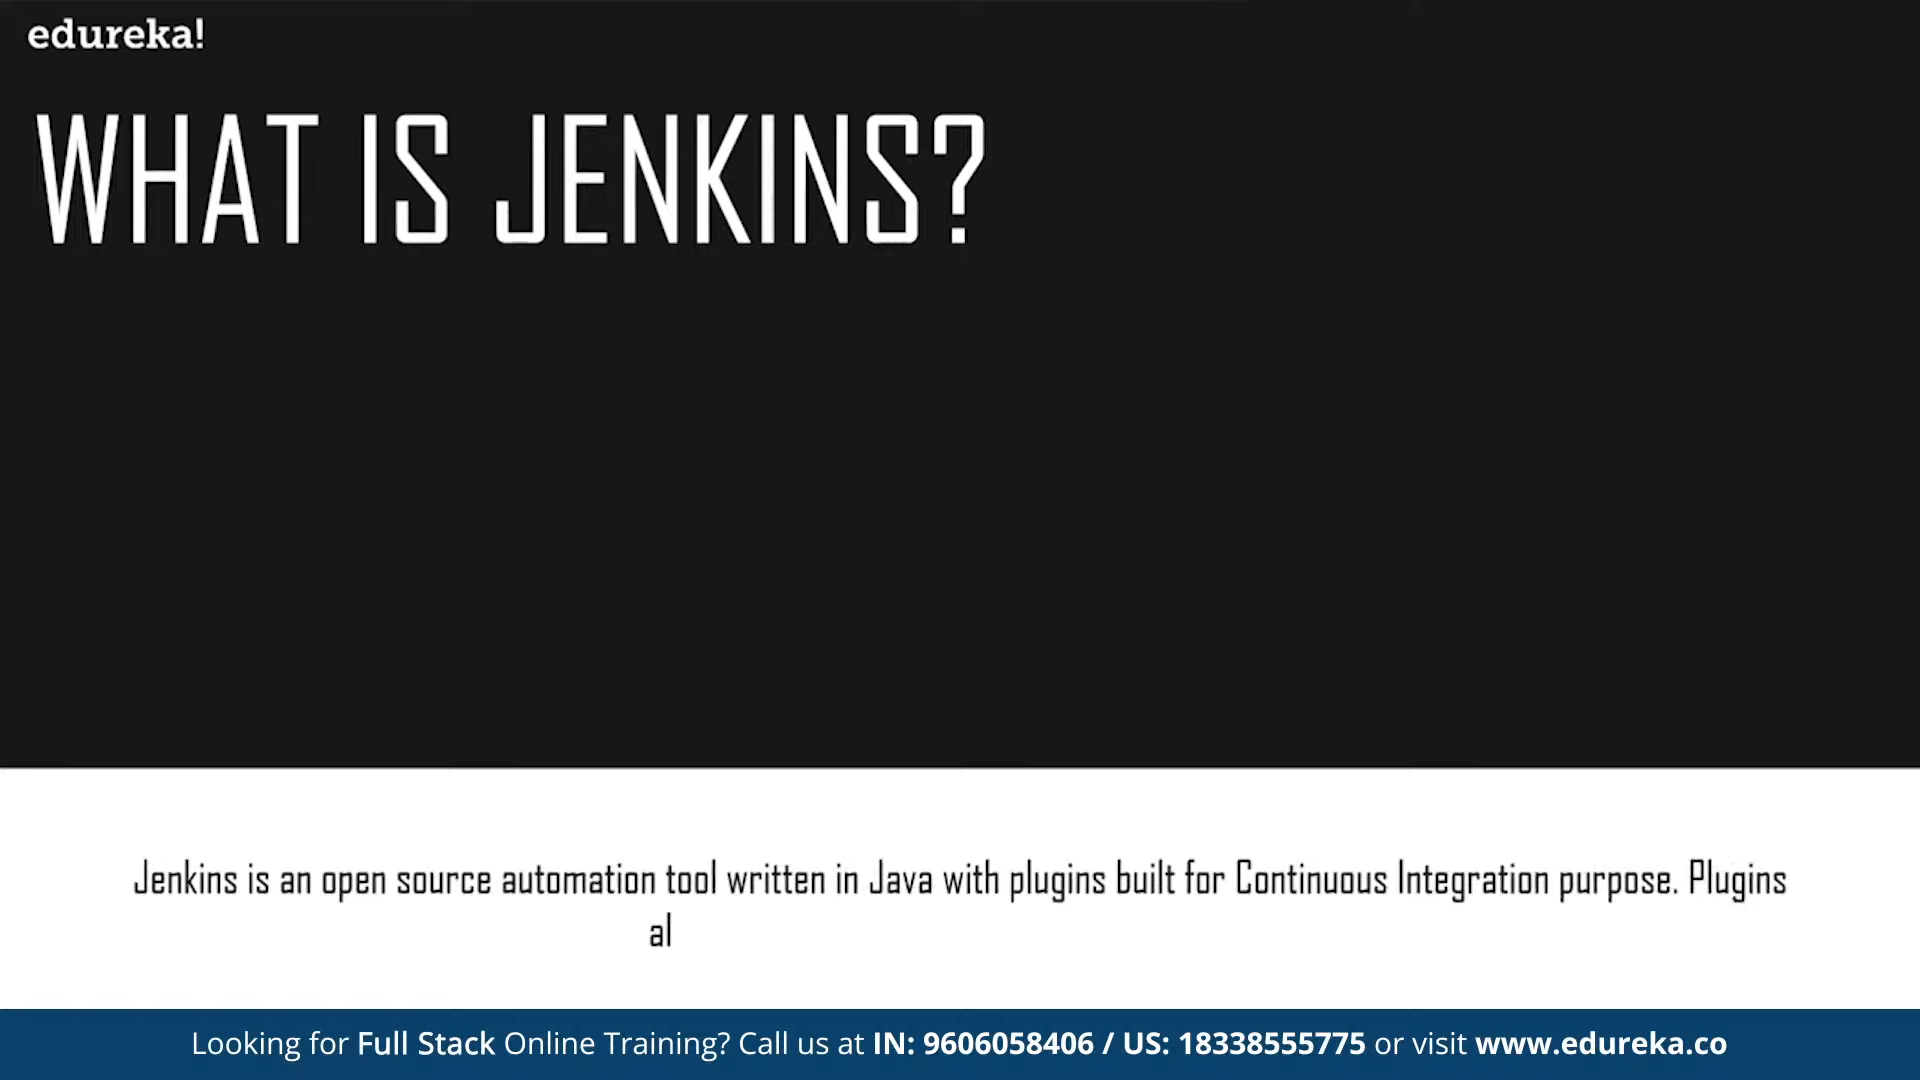 edureka!
WHAT IS JENKINS?
Jenkins is an open source automation tool written in Java with plugins built for Continuous Integration purpose. Plugins
al
Looking for Full Stack Online Training? Call us at IN: 9606058406 / US: 18338555775 or visit www.edureka.co